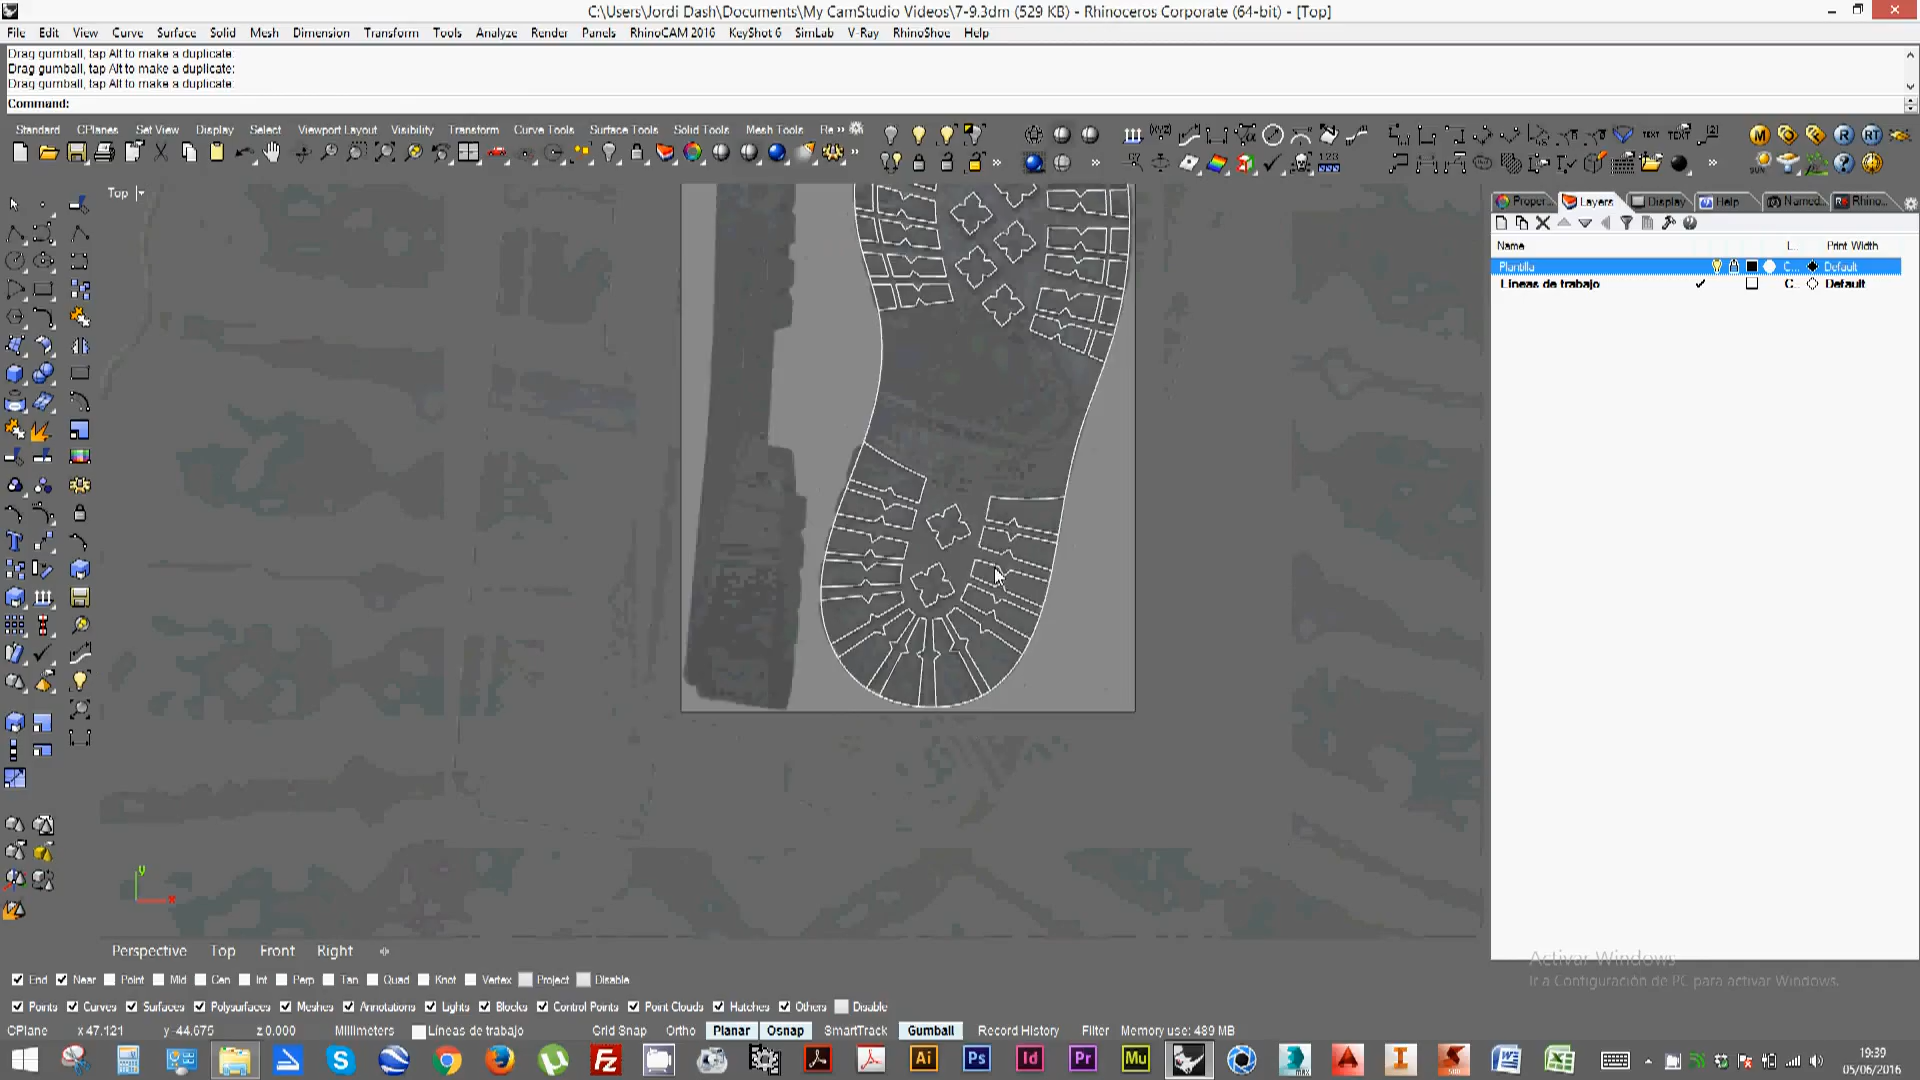 C:\Users\Jordi Dash\Documents\My CamStudio Videos\7-9.3dm (529 KB) - Rhinoceros Corporate (64-bit) - [Top]
File Edit View Curve Surface Solid Mesh Dimension Transform Tools Analyze Render Panels RhinoCAM 2016 KeyShot 6 SimLab V-Ray RhinoShoe Help
Drag gumball, tap Alt to make a duplicate:
Drag gumball, tap Alt to make a duplicate:
Drag gumball, tap Alt to make a duplicate:
Command:
Standard CPlanes Set View Display Select Viewport Layout Visibility Transform Curve Tools Surface Tools Solid Tools Mesh Tools Re »
Top
Proper... Layers Display Help Named... Rhino...
Name L... Print Width
Plantilla C... Default
Líneas de trabajo C.. Default
y
x
Perspective Top Front Right
End Near Point Mid Cen Int Perp Tan Quad Knot Vertex Project Disable
Points Curves Surfaces Polysurfaces Meshes Annotations Lights Blocks Control Points Point Clouds Hatches Others Disable
Activar Windows
Ir a Configuración de PC para activar Windows.
CPlane x 47.121 y -44.675 z 0.000 Millimeters Líneas de trabajo Grid Snap Ortho Planar Osnap SmartTrack Gumball Record History Filter Memory use: 489 MB
19:39
05/06/2016